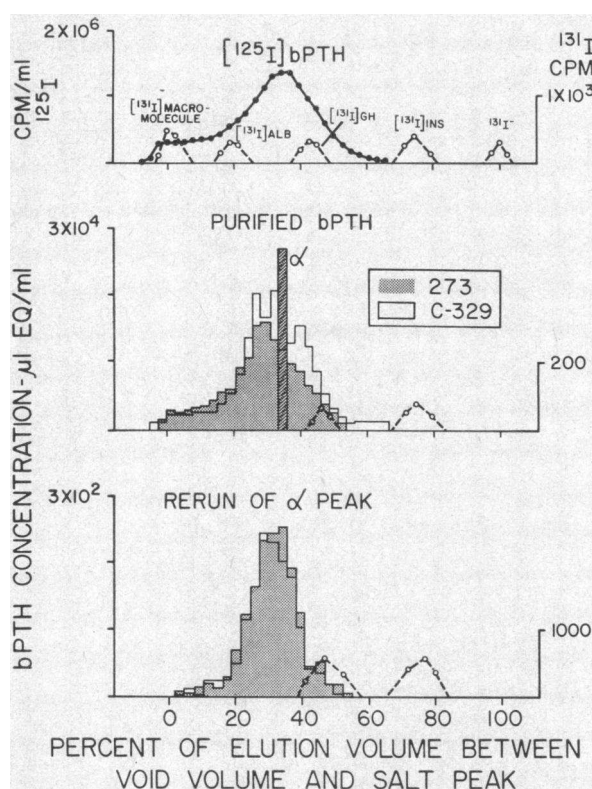 2X10⁶
CPM/ml
¹²⁵I
[¹²⁵I] bPTH
¹³¹I
CPM
1X10³
[¹³¹I]MACRO-
MOLECULE
[¹³¹I]ALB
[¹³¹I]GH
[¹³¹I]INS
¹³¹I⁻
PURIFIED bPTH
3X10⁴
α
273
C-329
200
bPTH CONCENTRATION-μl EQ/ml
RERUN OF α PEAK
3X10²
1000
0 20 40 60 80 100
PERCENT OF ELUTION VOLUME BETWEEN
VOID VOLUME AND SALT PEAK